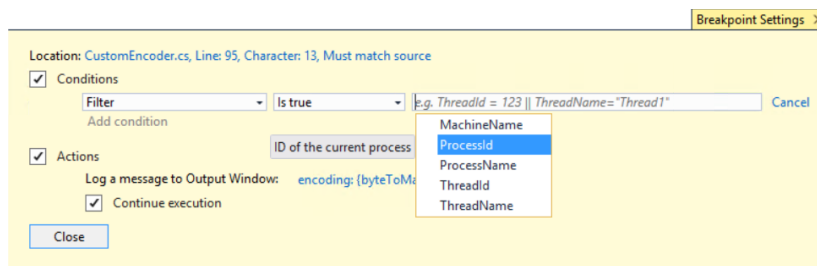 Breakpoint Settings
Location: CustomEncoder.cs, Line: 95, Character: 13, Must match source
Conditions
Filter Is true e.g. ThreadId = 123 || ThreadName="Thread1" Cancel
Add condition
MachineName
ID of the current process ProcessId
Actions
ProcessName
Log a message to Output Window: encoding: {byteToMa
ThreadId
Continue execution
ThreadName
Close